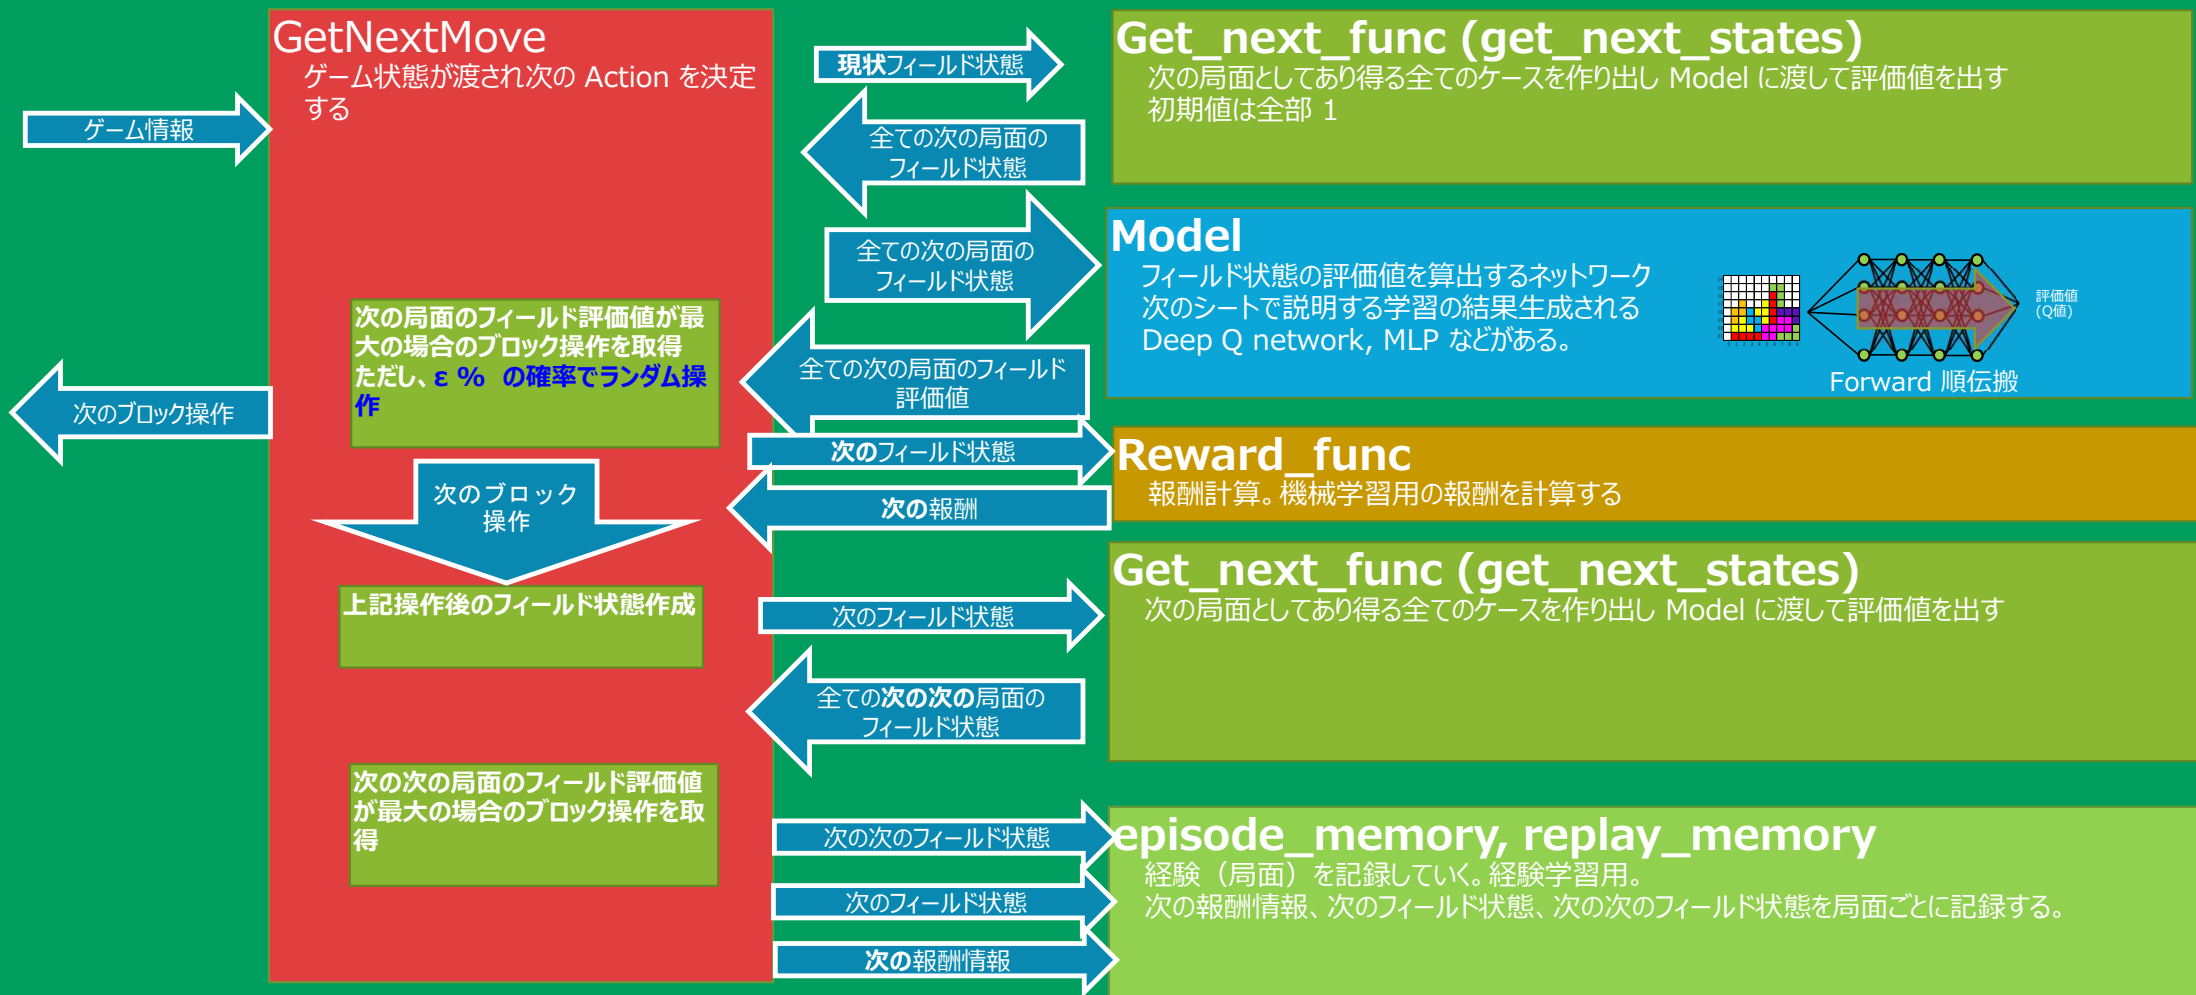 GetNextMove
ゲーム状態が渡され次の Action を決定
する
ゲーム情報
次のブロック操作
次の局面のフィールド評価値が最
大の場合のブロック操作を取得
ただし、ε % の確率でランダム操
作
次のブロック
操作
上記操作後のフィールド状態作成
次の次の局面のフィールド評価値
が最大の場合のブロック操作を取
得
現状フィールド状態
全ての次の局面の
フィールド状態
全ての次の局面の
フィールド状態
全ての次の局面のフィールド
評価値
次のフィールド状態
次の報酬
次のフィールド状態
全ての次の次の局面の
フィールド状態
次の次のフィールド状態
次のフィールド状態
次の報酬情報
Get_next_func (get_next_states)
次の局面としてあり得る全てのケースを作り出し Model に渡して評価値を出す
初期値は全部 1
Model
フィールド状態の評価値を算出するネットワーク
次のシートで説明する学習の結果生成される
Deep Q network, MLP などがある。
評価値
(Q値)
Forward 順伝搬
Reward_func
報酬計算。機械学習用の報酬を計算する
Get_next_func (get_next_states)
次の局面としてあり得る全てのケースを作り出し Model に渡して評価値を出す
episode_memory, replay_memory
経験（局面）を記録していく。経験学習用。
次の報酬情報、次のフィールド状態、次の次のフィールド状態を局面ごとに記録する。